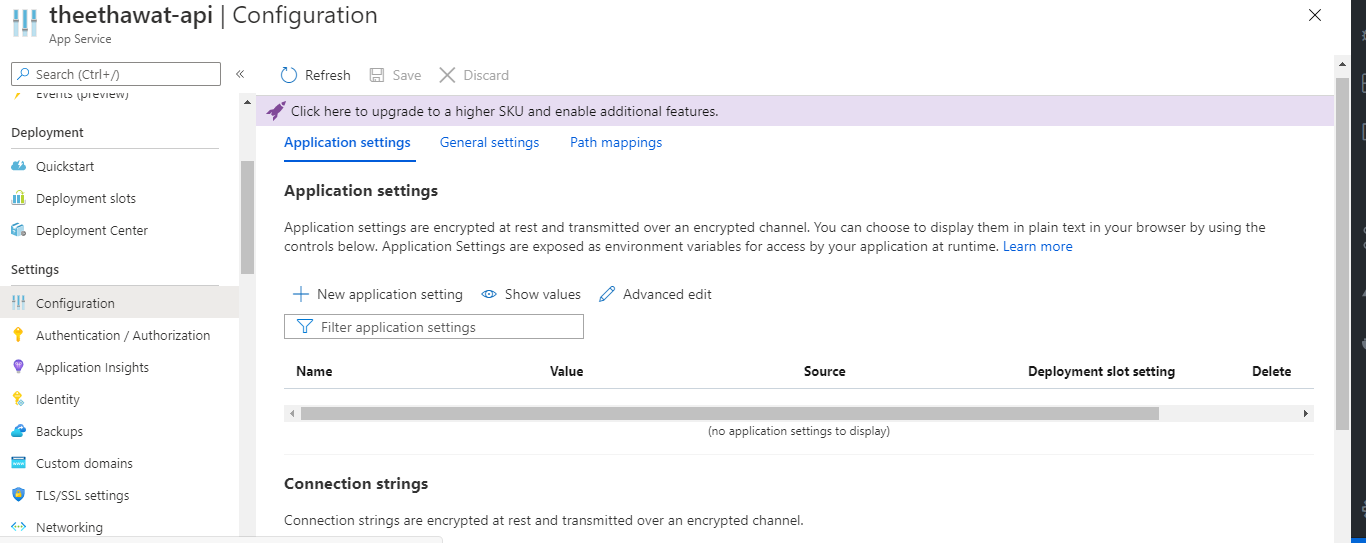 theethawat-api | Configuration
App Service
Search (Ctrl+/)
«
Events (preview)
Deployment
Quickstart
Deployment slots
Deployment Center
Settings
Configuration
Authentication / Authorization
Application Insights
Identity
Backups
Custom domains
TLS/SSL settings
Networking
Refresh
Save
Discard
Click here to upgrade to a higher SKU and enable additional features.
Application settings
General settings
Path mappings
Application settings
Application settings are encrypted at rest and transmitted over an encrypted channel. You can choose to display them in plain text in your browser by using the
controls below. Application Settings are exposed as environment variables for access by your application at runtime. Learn more
New application setting
Show values
Advanced edit
Filter application settings
Name Value Source Deployment slot setting Delete
(no application settings to display)
Connection strings
Connection strings are encrypted at rest and transmitted over an encrypted channel.